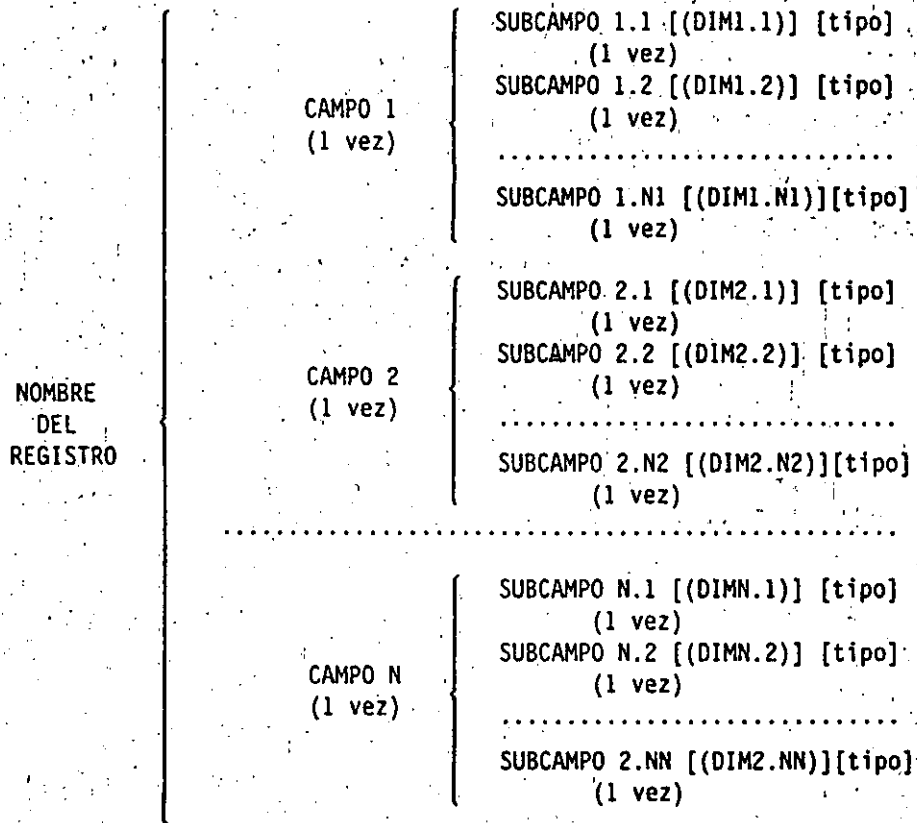 NOMBRE
DEL
REGISTRO
CAMPO 1
(1 vez)
SUBCAMPO 1.1 [(DIM1.1)] [tipo]
(1 vez)
SUBCAMPO 1.2 [(DIM1.2)] [tipo]
(1 vez)
..............................
SUBCAMPO 1.N1 [(DIM1.N1)][tipo]
(1 vez)
CAMPO 2
(1 vez)
SUBCAMPO 2.1 [(DIM2.1)] [tipo]
(1 vez)
SUBCAMPO 2.2 [(DIM2.2)] [tipo]
(1 vez)
..............................
SUBCAMPO 2.N2 [(DIM2.N2)][tipo]
(1 vez)
....................................................
CAMPO N
(1 vez)
SUBCAMPO N.1 [(DIMN.1)] [tipo]
(1 vez)
SUBCAMPO N.2 [(DIMN.2)] [tipo]
(1 vez)
..............................
SUBCAMPO 2.NN [(DIM2.NN)][tipo]
(1 vez)